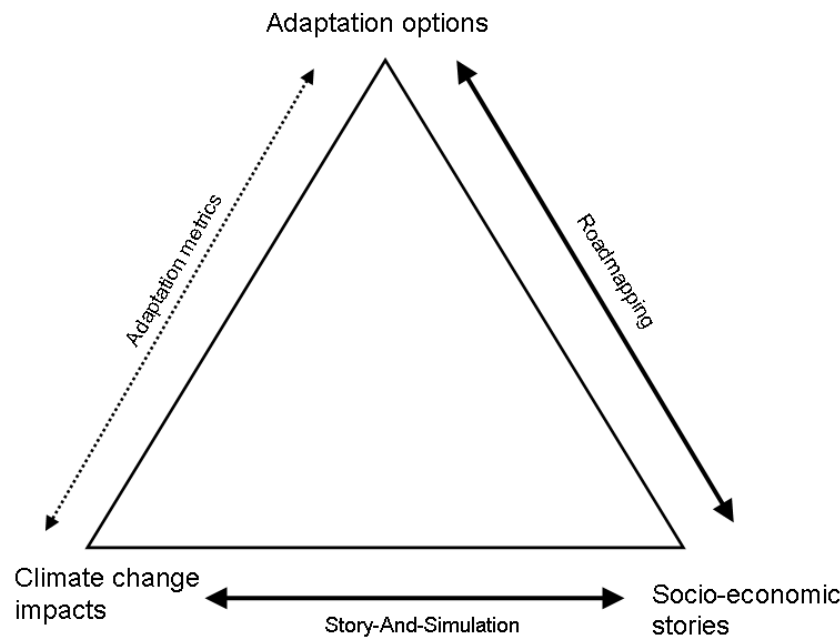 Adaptation options
Adaptation metrics
Roadmapping
Climate change
impacts
Story-And-Simulation
Socio-economic
stories